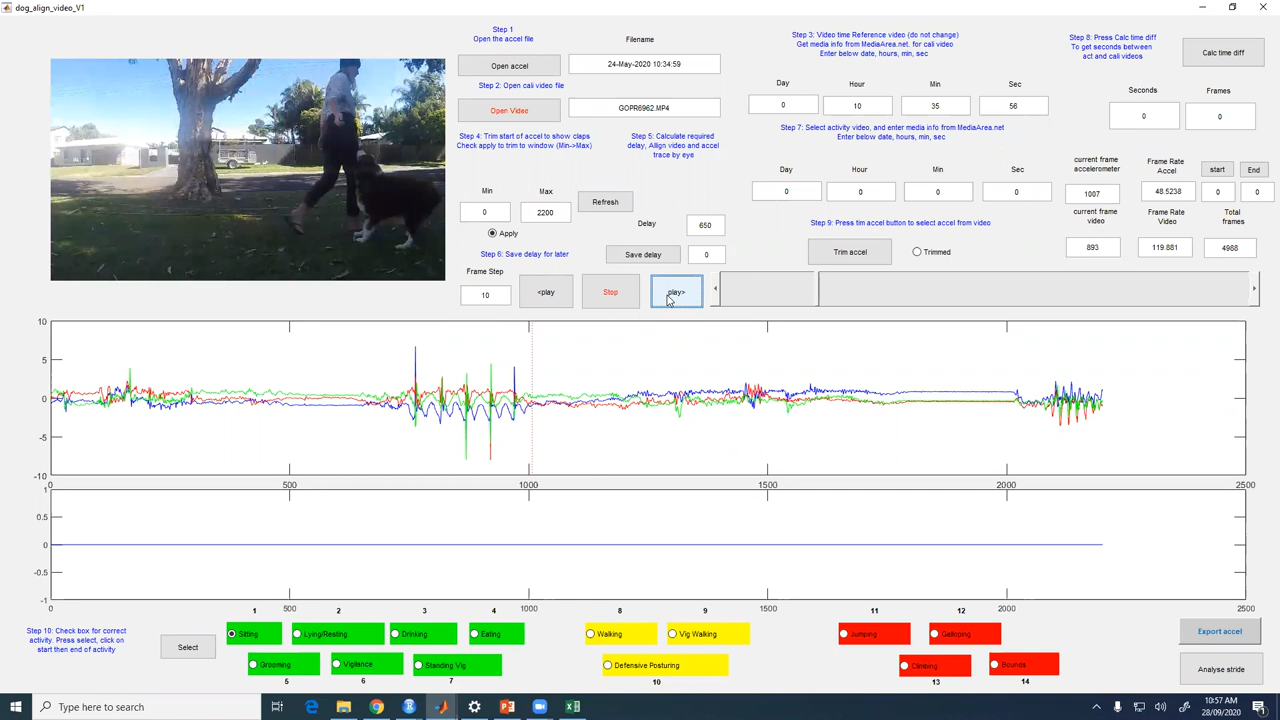 dog_align_video_V1
Step 1
Open the accel file
Filename
Open accel
24-May-2020 10:34:59
Step 2: Open cali video file
Open Video
GOPR6962.MP4
Step 4: Trim start of accel to show claps
Check apply to trim to window (Min->Max)
Step 5: Calculate required
delay, Allign video and accel
trace by eye
Min
Max
0
2200
Refresh
Apply
Delay
650
Step 6: Save delay for later
Save delay
0
Frame Step
10
<play
Stop
play>
Step 3: Video time Reference video (do not change)
Get media info from MediaArea.net. for cali video
Enter below date, hours, min, sec
Day
Hour
Min
Sec
0
10
35
56
Step 7: Select activity video, and enter media info from MediaArea.net
Enter below date, hours, min, sec
Day
Hour
Min
Sec
0
0
0
0
Step 9: Press tim accel button to select accel from video
Trim accel
Trimmed
Step 8: Press Calc time diff
To get seconds between
act and cali videos
Calc time diff
Seconds
Frames
0
0
current frame
accelerometer
Frame Rate
Accel
start
End
1007
48.5238
0
0
current frame
video
Frame Rate
Video
Total
frames
893
119.881
4988
10
5
0
-5
-10
0
500
1000
1500
2000
2500
1
0.5
0
-0.5
-1
0
500
1000
1500
2000
2500
Step 10: Check box for correct
activity. Press select, click on
start then end of activity
Select
1
2
3
4
8
9
11
12
Sitting
Lying/Resting
Drinking
Eating
Walking
Vig Walking
Jumping
Galloping
Grooming
Vigilance
Standing Vig
Defensive Posturing
Climbing
Bounds
5
6
7
10
13
14
Export accel
Analyse stride
Type here to search
10:57 AM
28/09/2020